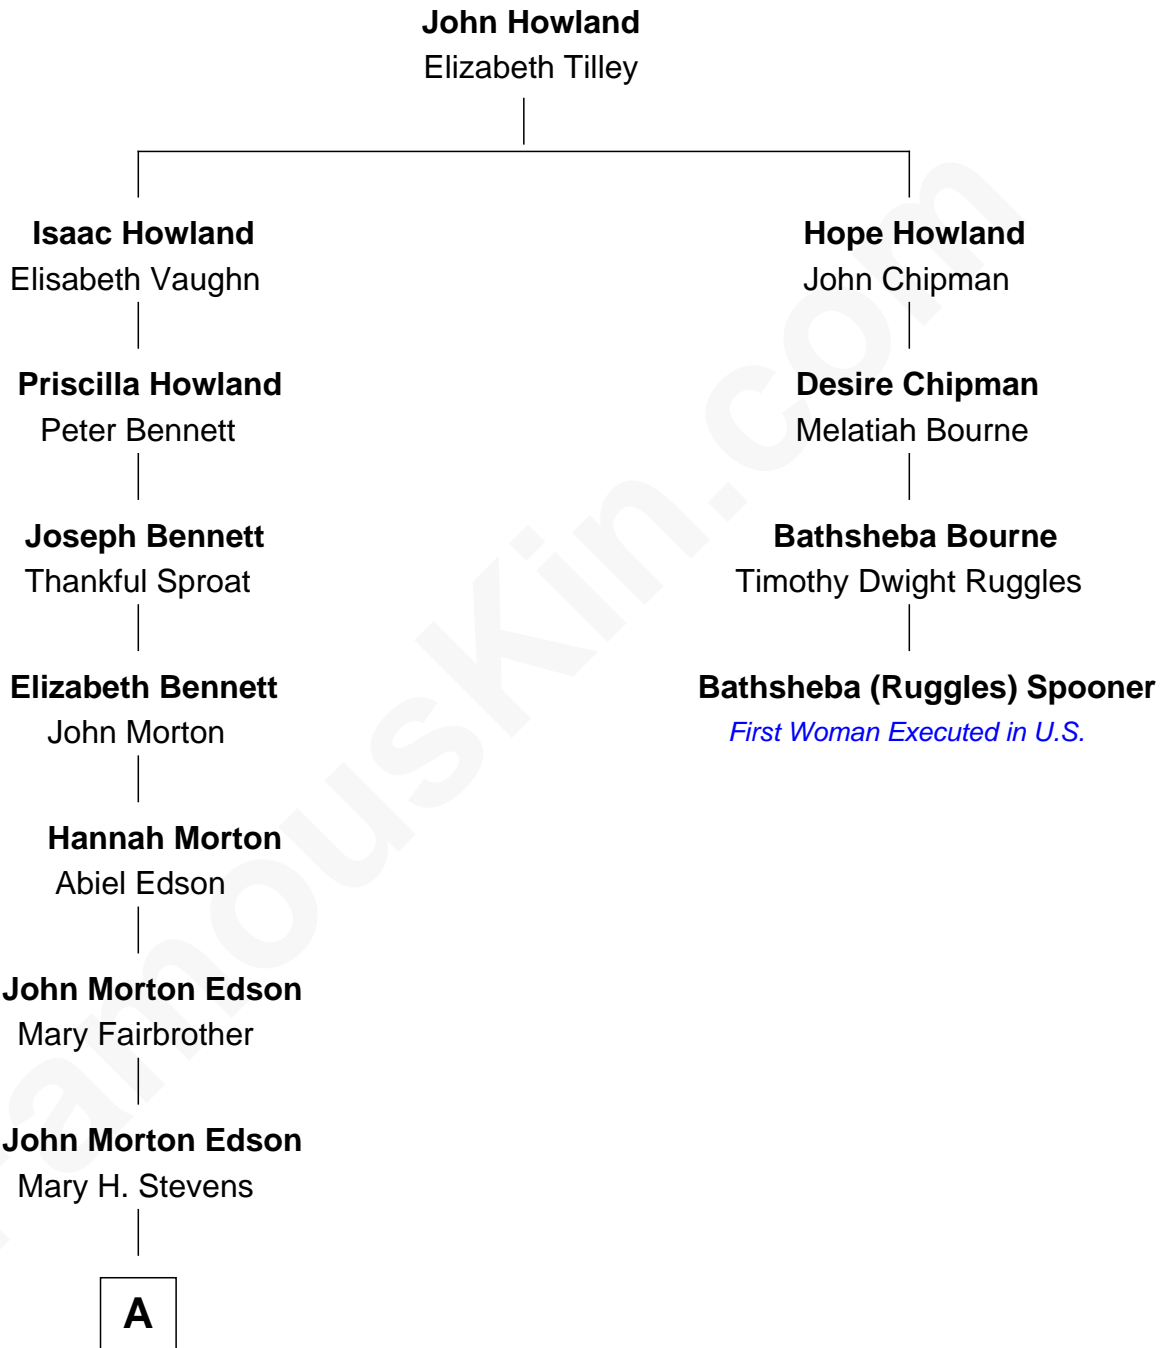 John Howland
Elizabeth Tilley
Isaac Howland
Elisabeth Vaughn
Priscilla Howland
Peter Bennett
Joseph Bennett
Thankful Sproat
Elizabeth Bennett
John Morton
Hannah Morton
Abiel Edson
John Morton Edson
Mary Fairbrother
John Morton Edson
Mary H. Stevens
A
Hope Howland
John Chipman
Desire Chipman
Melatiah Bourne
Bathsheba Bourne
Timothy Dwight Ruggles
Bathsheba (Ruggles) Spooner
First Woman Executed in U.S.
FamousKin.com